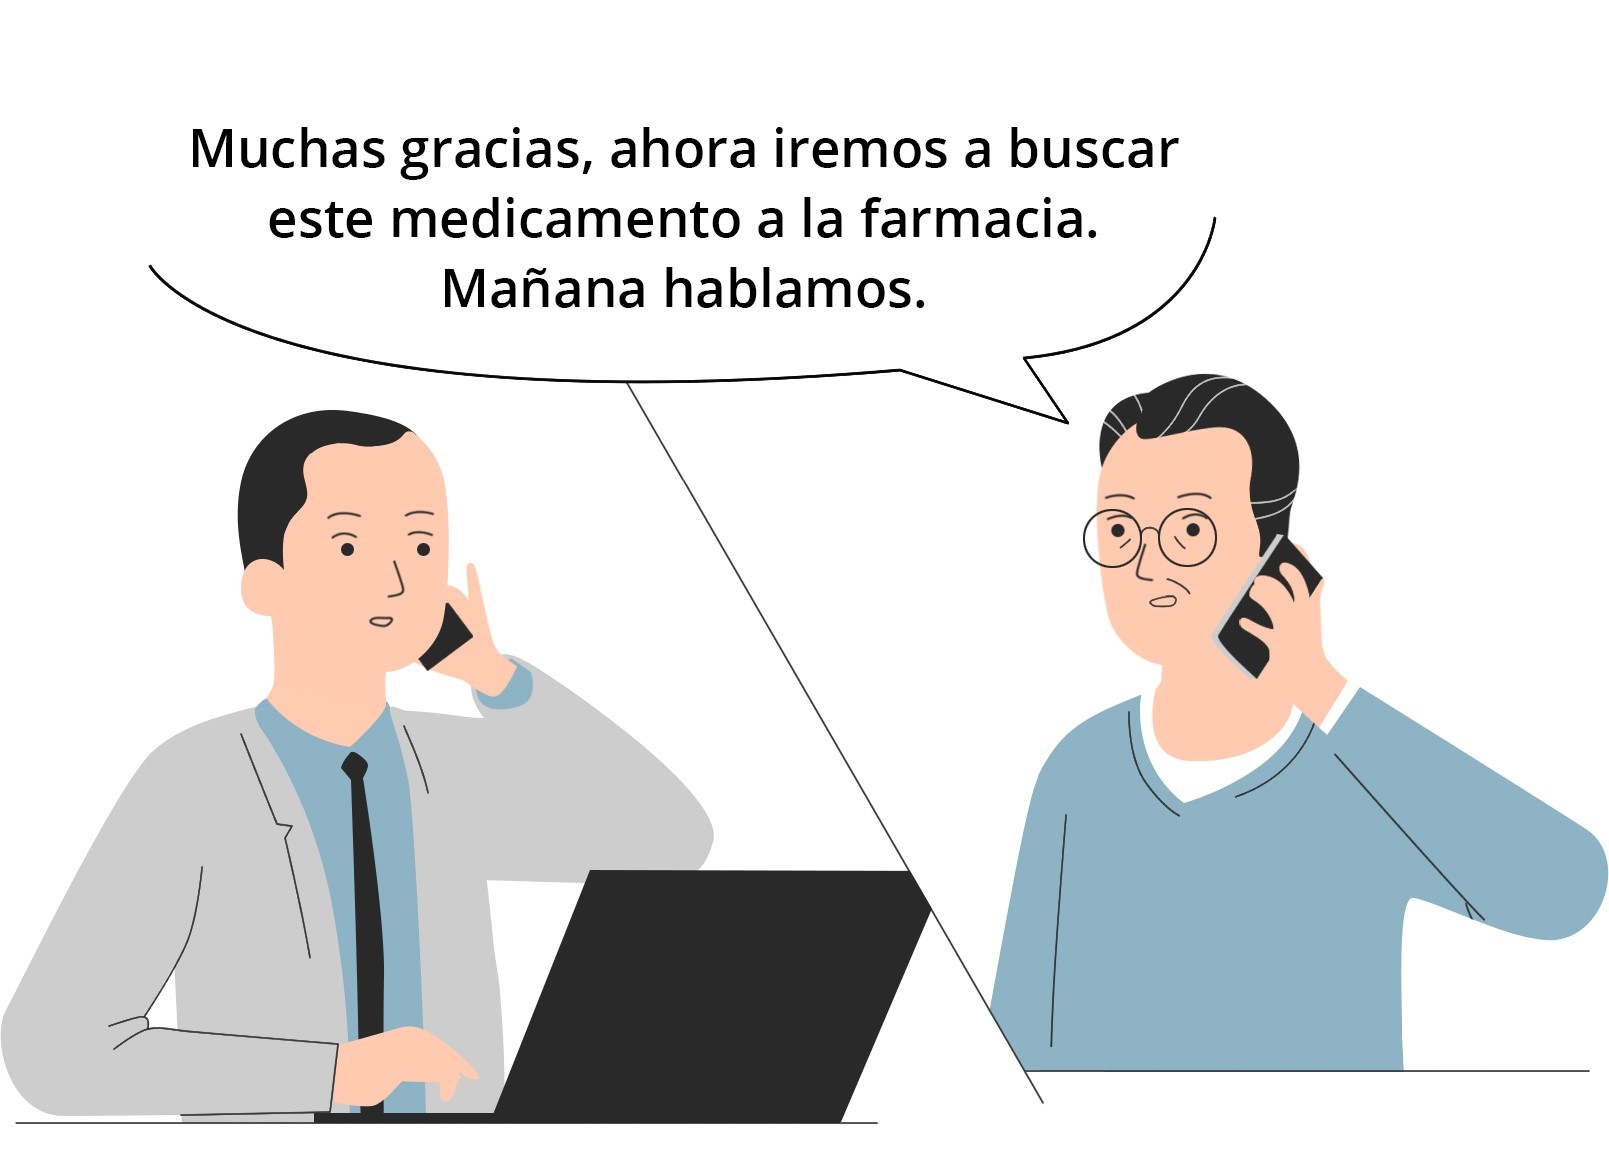 Muchas gracias, ahora iremos a buscar
este medicamento a la farmacia.
Mañana hablamos.